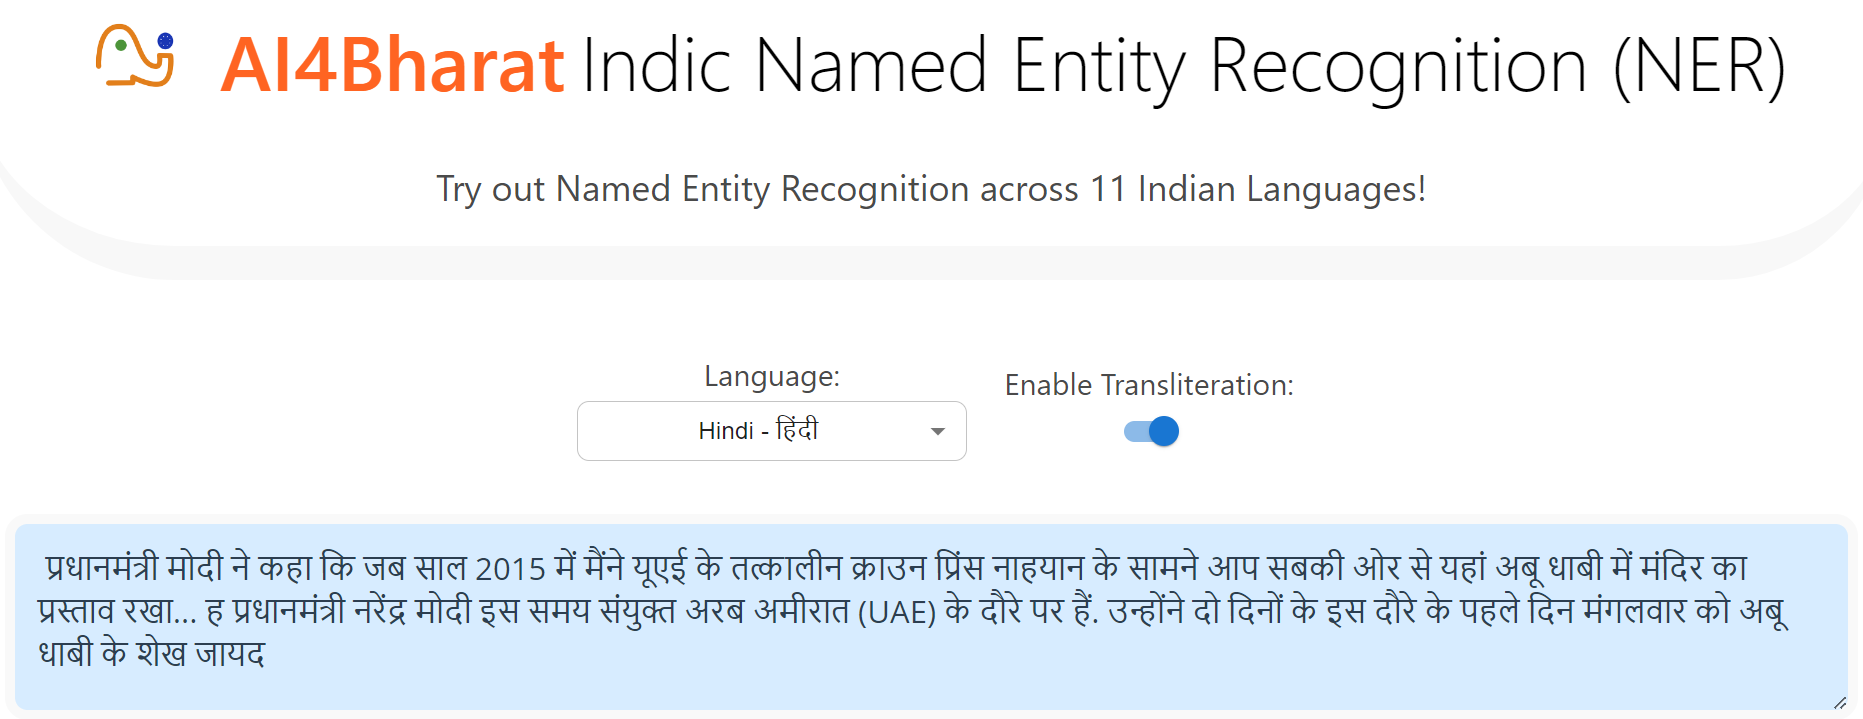 AI4Bharat Indic Named Entity Recognition (NER)
Try out Named Entity Recognition across 11 Indian Languages!
Language:
Enable Transliteration:
Hindi - हिंदी
प्रधानमंत्री मोदी ने कहा कि जब साल 2015 में मैंने यूएई के तत्कालीन क्राउन प्रिंस नाहयान के सामने आप सबकी ओर से यहां अबू धाबी में मंदिर का
प्रस्ताव रखा... ह प्रधानमंत्री नरेंद्र मोदी इस समय संयुक्त अरब अमीरात (UAE) के दौरे पर हैं. उन्होंने दो दिनों के इस दौरे के पहले दिन मंगलवार को अबू
धाबी के शेख जायद